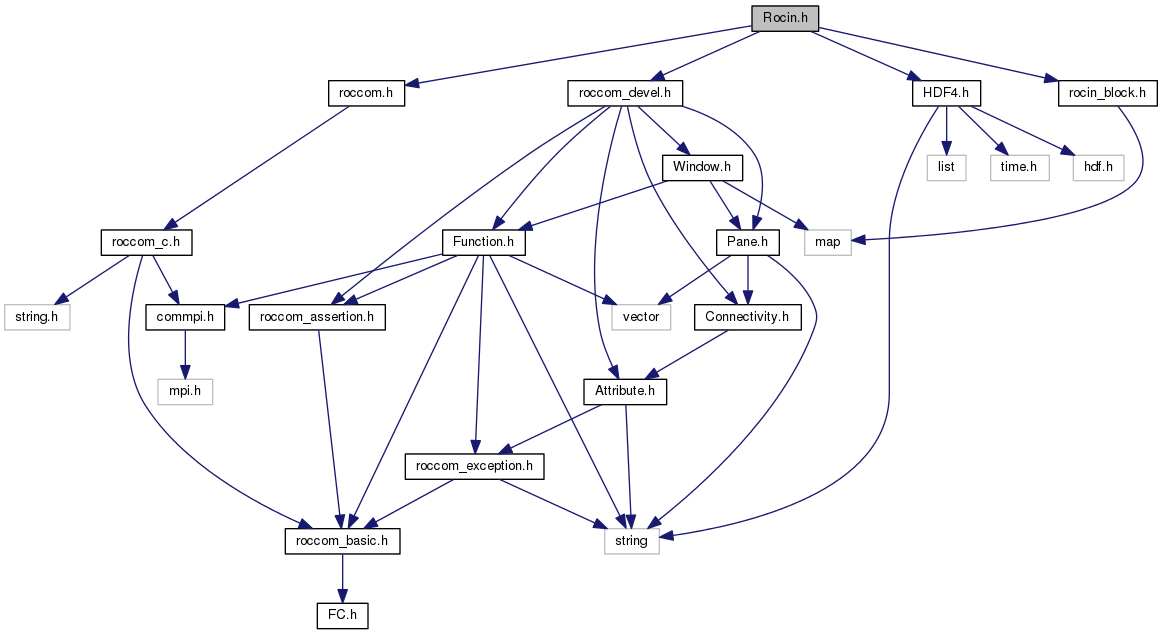 Rocin.h
roccom.h
roccom_devel.h
HDF4.h
rocin_block.h
Window.h
list
time.h
hdf.h
roccom_c.h
Function.h
Pane.h
map
string.h
commpi.h
roccom_assertion.h
vector
Connectivity.h
mpi.h
Attribute.h
roccom_exception.h
roccom_basic.h
string
FC.h